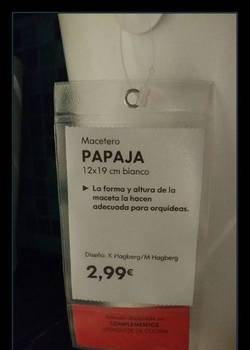 Macetero
PAPAJA
12x19 cm blanco
▶ La forma y altura de la
maceta la hacen
adecuada para orquídeas.
Diseño: K Hagberg/M Hagberg
2,99€
COMPLEMENTOS